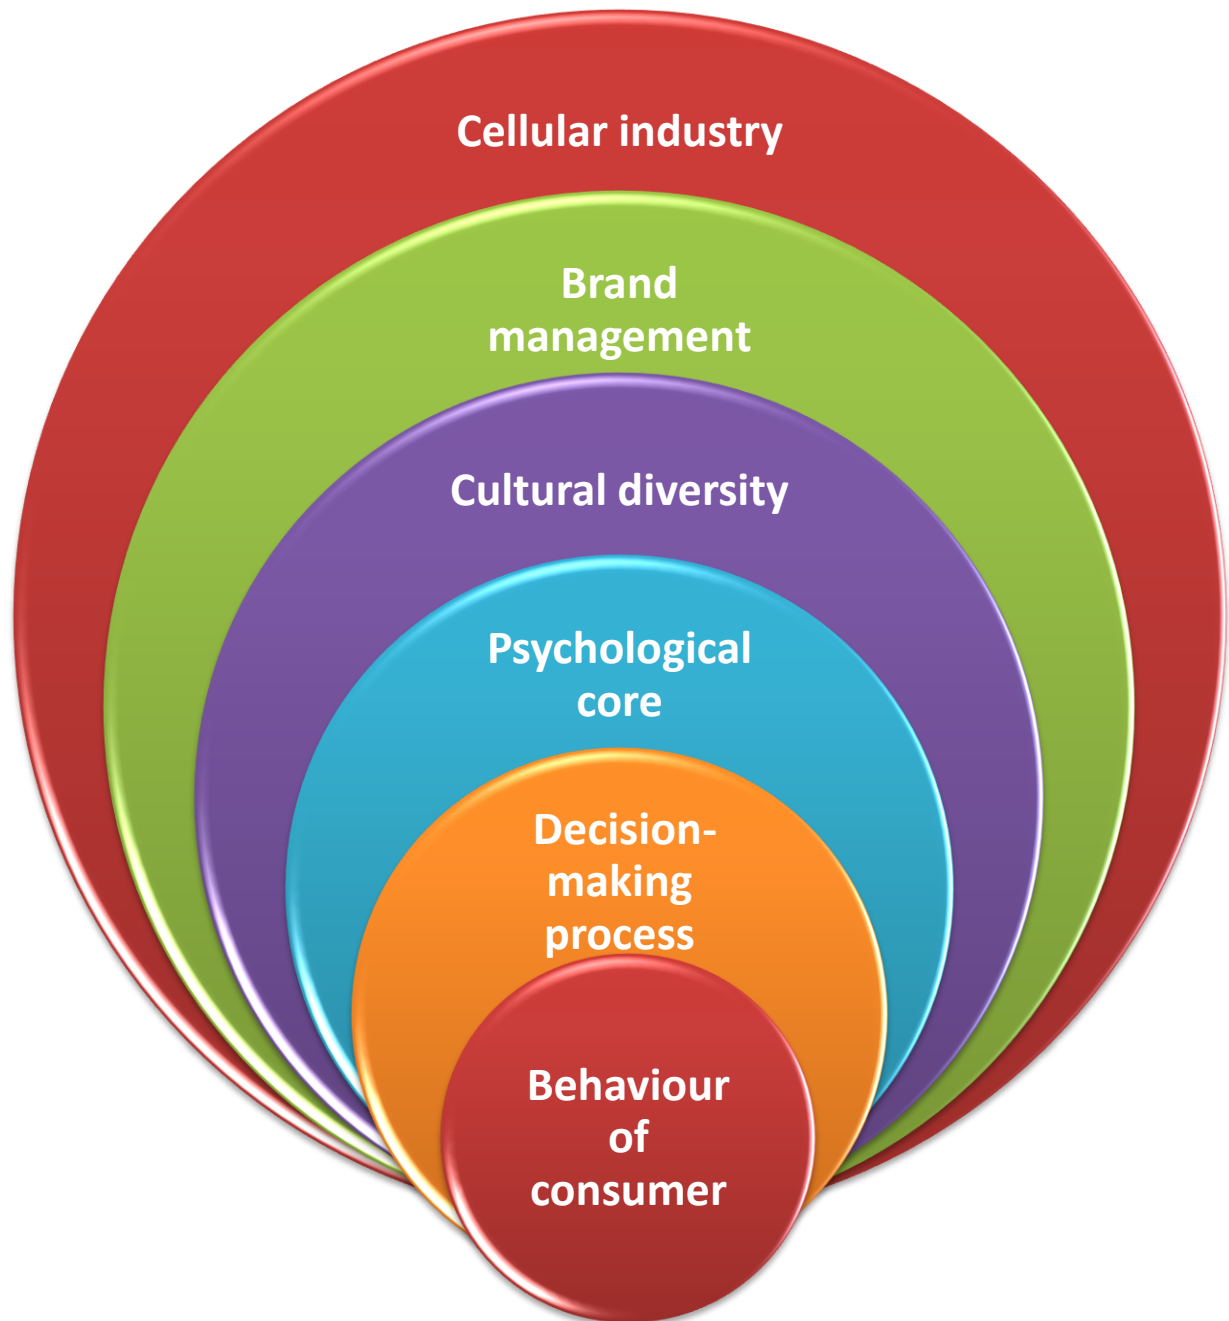 Cellular industry
Brand
management
Cultural diversity
Psychological
core
Decision-
making
process
Behaviour
of
consumer